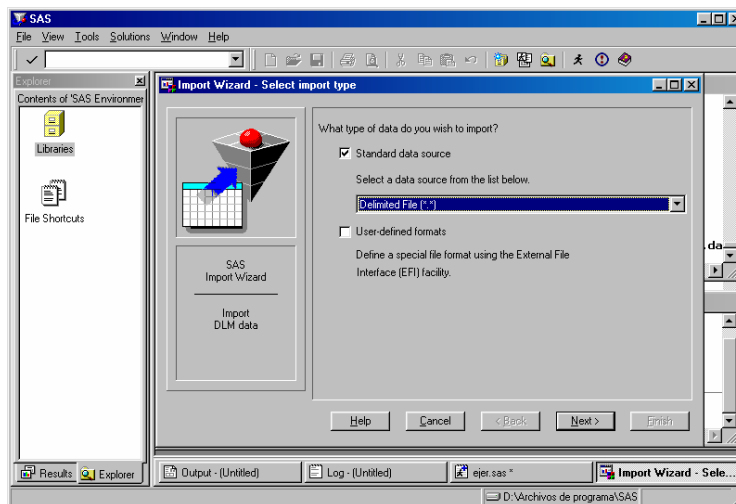 SAS
File View Tools Solutions Window Help
Explorer
Contents of 'SAS Environmer
Libraries
File Shortcuts
Import Wizard - Select import type
What type of data do you wish to import?
Standard data source
Select a data source from the list below.
Delimited File (*.*)
User-defined formats
Define a special file format using the External File
Interface (EFI) facility.
SAS
Import Wizard
Import
DLM data
.da
Help Cancel < Back Next > Finish
Results Explorer
Output - (Untitled) Log - (Untitled) ejer.sas * Import Wizard - Sele...
D:\Archivos de programa\SAS